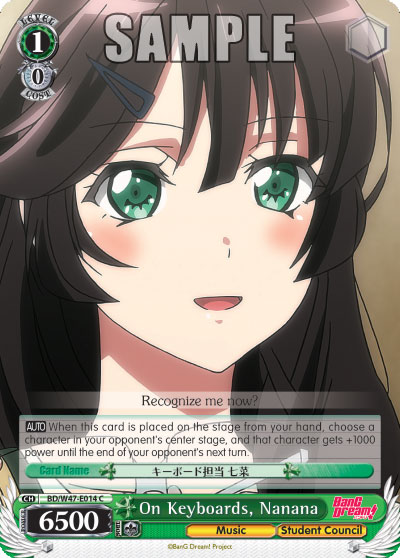 LEVEL
1
0
COST
SAMPLE
Recognize me now?
AUTO When this card is placed on the stage from your hand, choose a
character in your opponent's center stage, and that character gets +1000
power until the end of your opponent's next turn.
Card Name キーボード担当 七菜
CH BD/W47-E014 C
POWER 6500 On Keyboards, Nanana BanG Dream!
Music Student Council
©BanG Dream! Project